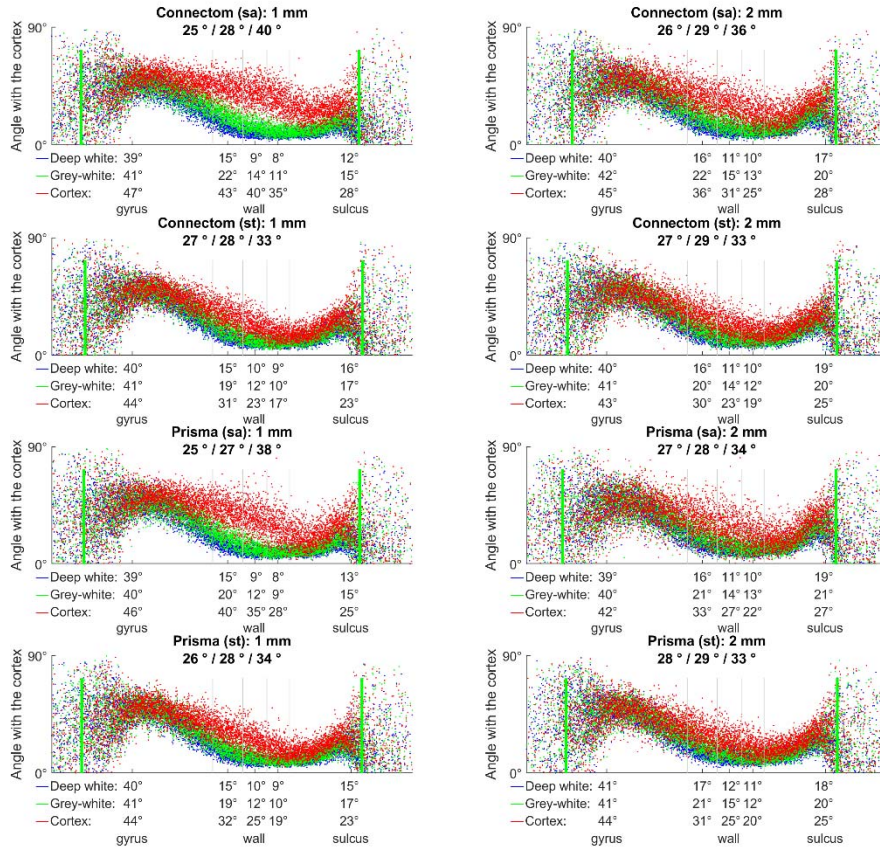 Connectom (sa): 1 mm
25 ° / 28 ° / 40 °
90°
Angle with the cortex
0°
Deep white: 39° 15° 9° 8° 12°
Grey-white: 41° 22° 14° 11° 15°
Cortex: 47° 43° 40° 35° 28°
gyrus wall sulcus
Connectom (sa): 2 mm
26 ° / 29 ° / 36 °
90°
Angle with the cortex
0°
Deep white: 40° 16° 11° 10° 17°
Grey-white: 42° 22° 15° 13° 20°
Cortex: 45° 36° 31° 25° 28°
gyrus wall sulcus
Connectom (st): 1 mm
27 ° / 28 ° / 33 °
90°
Angle with the cortex
0°
Deep white: 40° 15° 10° 9° 16°
Grey-white: 41° 19° 12° 10° 17°
Cortex: 44° 31° 23° 17° 23°
gyrus wall sulcus
Connectom (st): 2 mm
27 ° / 29 ° / 33 °
90°
Angle with the cortex
0°
Deep white: 40° 16° 11° 10° 19°
Grey-white: 41° 20° 14° 12° 20°
Cortex: 43° 30° 23° 19° 25°
gyrus wall sulcus
Prisma (sa): 1 mm
25 ° / 27 ° / 38 °
90°
Angle with the cortex
0°
Deep white: 39° 15° 9° 8° 13°
Grey-white: 40° 20° 12° 9° 15°
Cortex: 46° 40° 35° 28° 25°
gyrus wall sulcus
Prisma (sa): 2 mm
27 ° / 28 ° / 34 °
90°
Angle with the cortex
0°
Deep white: 39° 16° 11° 10° 19°
Grey-white: 40° 21° 14° 13° 21°
Cortex: 42° 33° 27° 22° 27°
gyrus wall sulcus
Prisma (st): 1 mm
26 ° / 28 ° / 34 °
90°
Angle with the cortex
0°
Deep white: 40° 15° 10° 9° 15°
Grey-white: 41° 19° 12° 10° 17°
Cortex: 44° 32° 25° 19° 23°
gyrus wall sulcus
Prisma (st): 2 mm
28 ° / 29 ° / 33 °
90°
Angle with the cortex
0°
Deep white: 41° 17° 12° 11° 18°
Grey-white: 41° 21° 15° 12° 20°
Cortex: 44° 31° 25° 20° 25°
gyrus wall sulcus